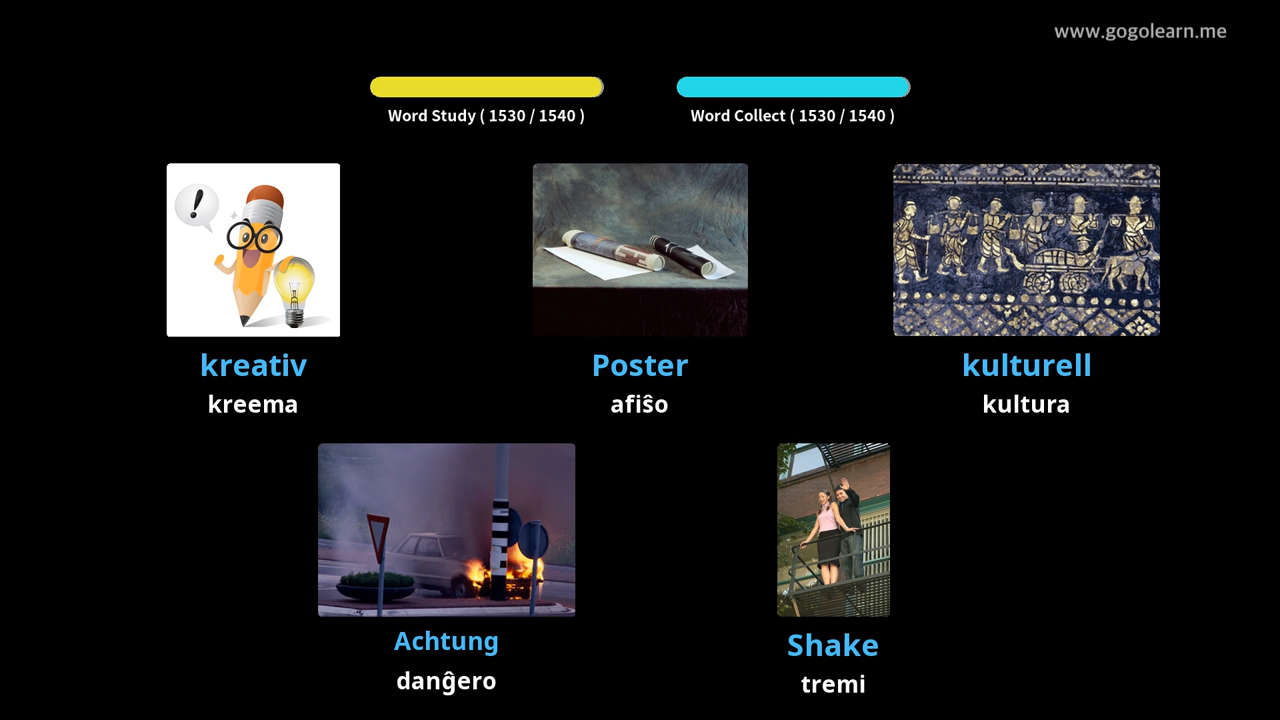 www.gogolearn.me
Word Study ( 1530 / 1540 )
Word Collect ( 1530 / 1540 )
kreativ
kreema
Poster
afiŝo
kulturell
kultura
Achtung
danĝero
Shake
tremi